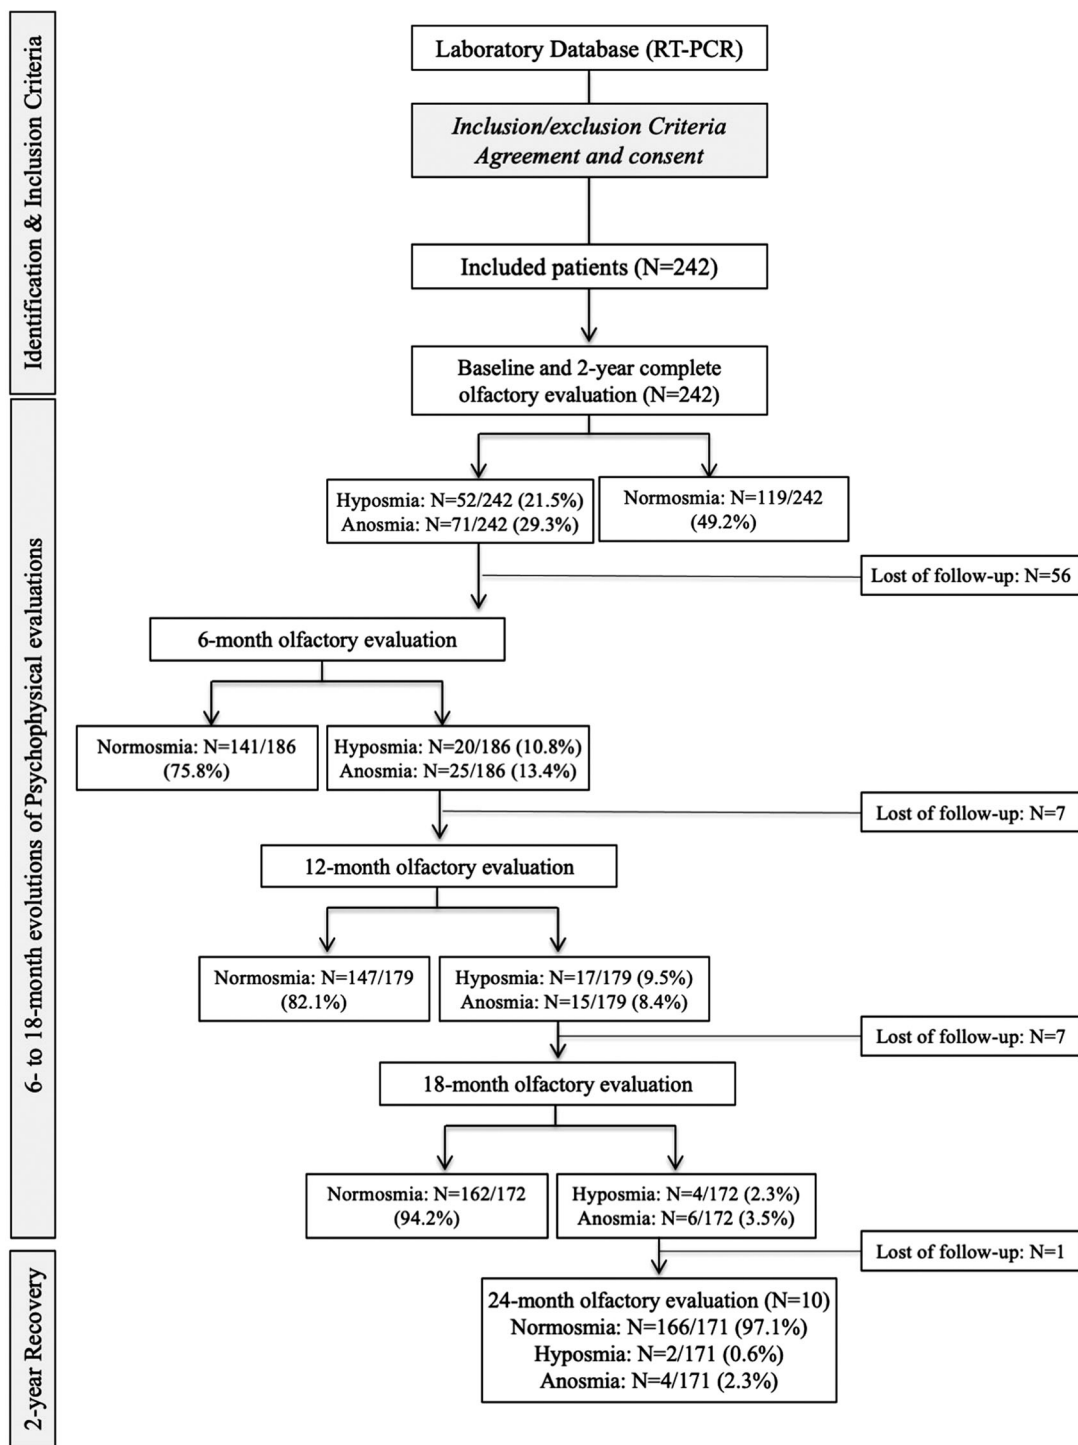 Identification & Inclusion Criteria
Laboratory Database (RT-PCR)
Inclusion/exclusion Criteria
Agreement and consent
Included patients (N=242)
Baseline and 2-year complete
olfactory evaluation (N=242)
6- to 18-month evolutions of Psychophysical evaluations
Hyposmia: N=52/242 (21.5%)
Anosmia: N=71/242 (29.3%)
Normosmia: N=119/242
(49.2%)
Lost of follow-up: N=56
6-month olfactory evaluation
Normosmia: N=141/186
(75.8%)
Hyposmia: N=20/186 (10.8%)
Anosmia: N=25/186 (13.4%)
Lost of follow-up: N=7
12-month olfactory evaluation
Normosmia: N=147/179
(82.1%)
Hyposmia: N=17/179 (9.5%)
Anosmia: N=15/179 (8.4%)
Lost of follow-up: N=7
18-month olfactory evaluation
Normosmia: N=162/172
(94.2%)
Hyposmia: N=4/172 (2.3%)
Anosmia: N=6/172 (3.5%)
Lost of follow-up: N=1
2-year Recovery
24-month olfactory evaluation (N=10)
Normosmia: N=166/171 (97.1%)
Hyposmia: N=2/171 (0.6%)
Anosmia: N=4/171 (2.3%)